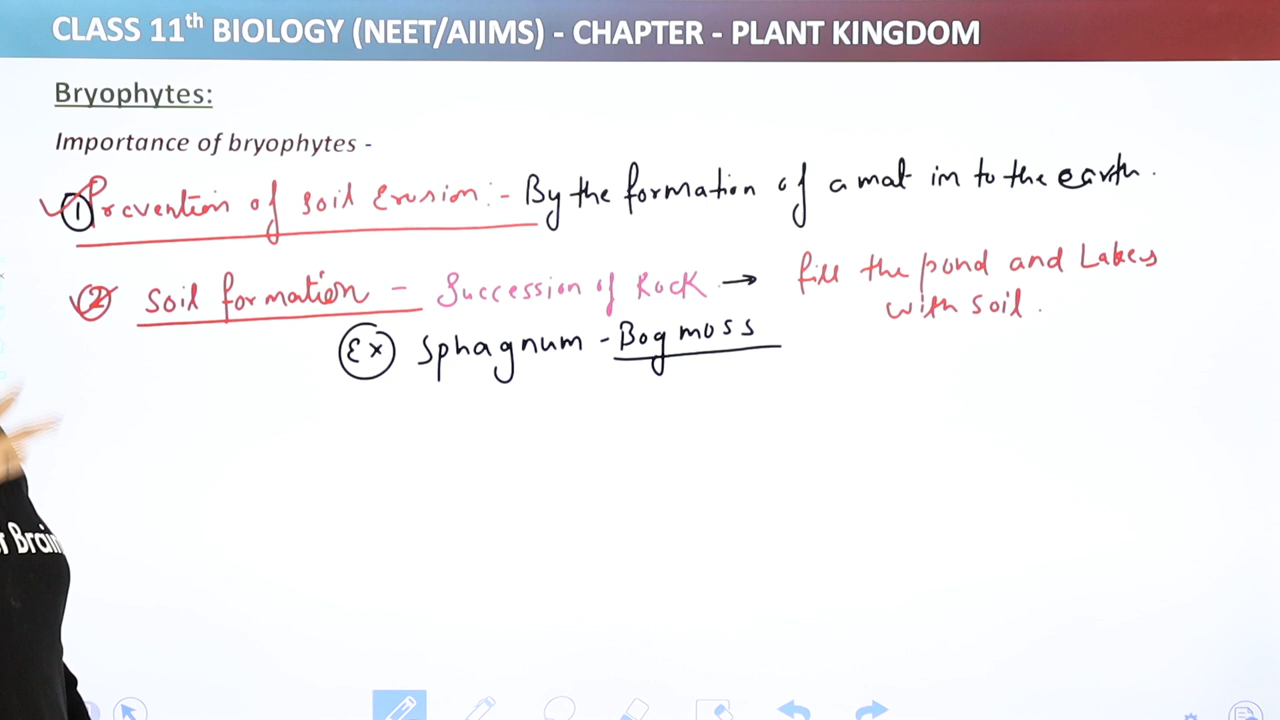 CLASS 11th BIOLOGY (NEET/AIIMS) - CHAPTER - PLANT KINGDOM
Bryophytes:
Importance of bryophytes -
① Prevention of soil Erosion :- By the formation of a mat in to the earth.
② Soil formation - Succession of Rock → fill the pond and Lakes
with soil.
Ex Sphagnum - Bog moss
r Brain